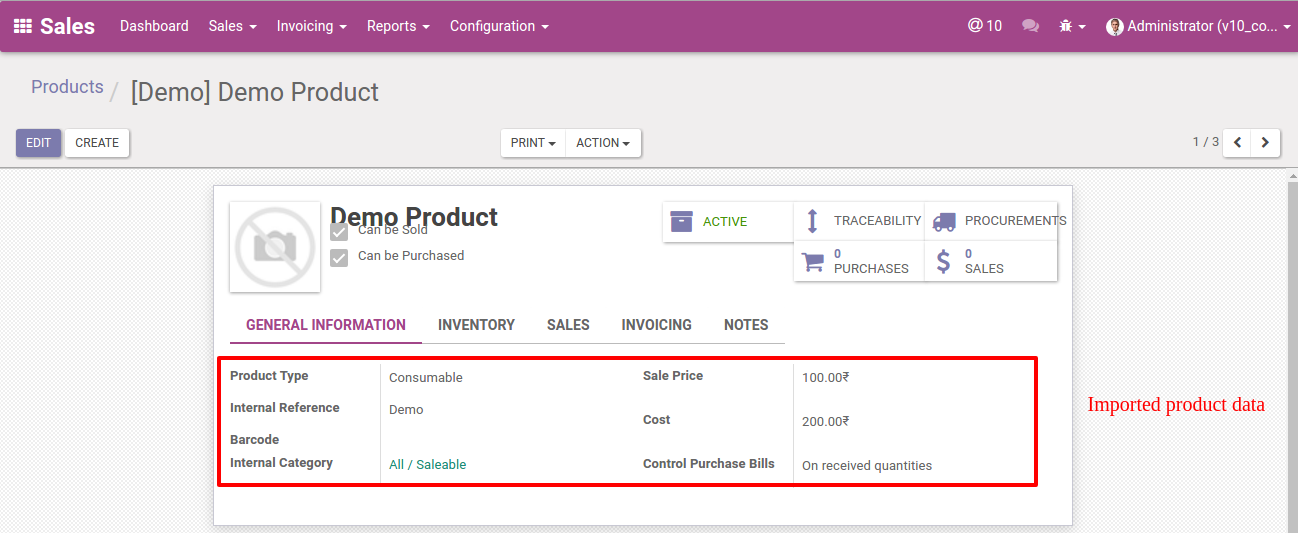 Sales Dashboard Sales Invoicing Reports Configuration @ 10 Administrator (v10_co...
Products / [Demo] Demo Product
EDIT CREATE PRINT ACTION 1 / 3
Demo Product
Can be Sold
Can be Purchased
ACTIVE TRACEABILITY PROCUREMENTS
0 PURCHASES 0 SALES
GENERAL INFORMATION INVENTORY SALES INVOICING NOTES
Product Type Consumable Sale Price 100.00₹
Internal Reference Demo Cost 200.00₹
Barcode
Internal Category All / Saleable Control Purchase Bills On received quantities
Imported product data